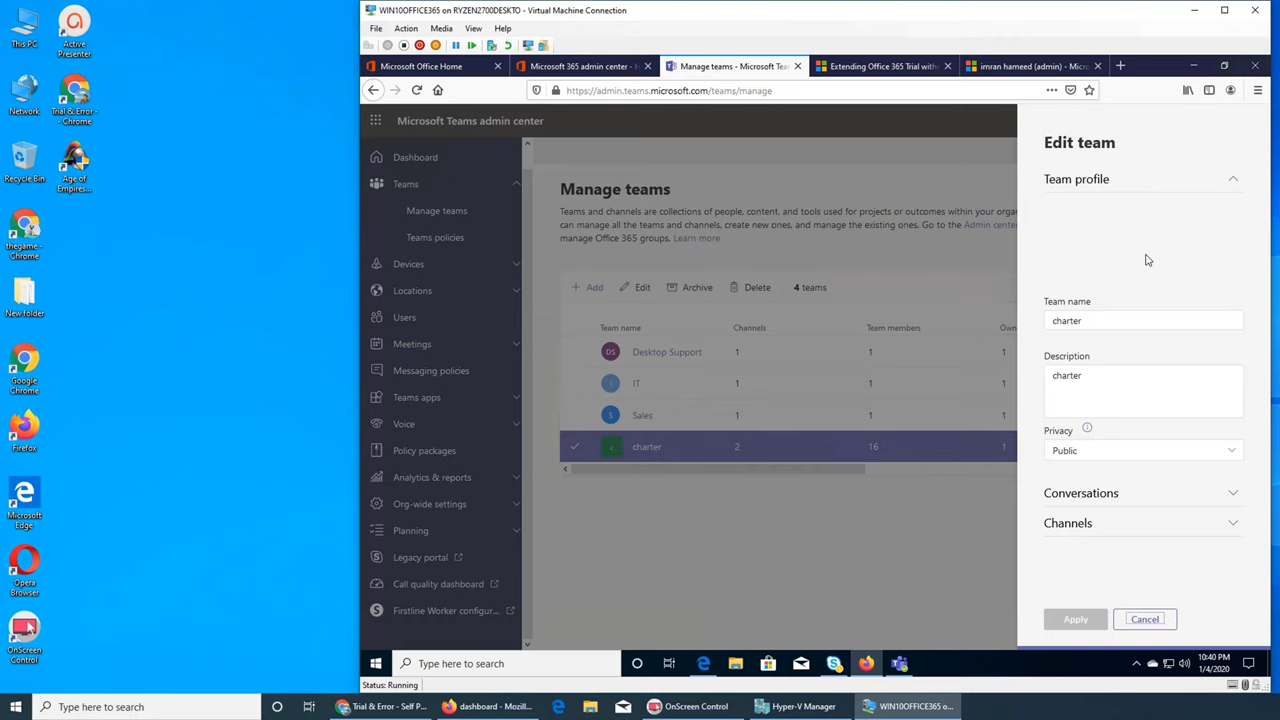 This PC
Active
Presenter
Network
Trial & Error -
- Chrome
Recycle Bin
Age of
Empires...
thegame -
Chrome
New folder
Google
Chrome
Firefox
Microsoft
Edge
Opera
Browser
OnScreen
Control
WIN10OFFICE365 on RYZEN2700DESKTO - Virtual Machine Connection
File Action Media View Help
Microsoft Office Home
Microsoft 365 admin center - H
Manage teams - Microsoft Tea
Extending Office 365 Trial with
imran hameed (admin) - Micro
https://admin.teams.microsoft.com/teams/manage
Microsoft Teams admin center
Dashboard
Teams
Manage teams
Teams policies
Devices
Locations
Users
Meetings
Messaging policies
Teams apps
Voice
Policy packages
Analytics & reports
Org-wide settings
Planning
Legacy portal
Call quality dashboard
Firstline Worker configur...
Manage teams
Teams and channels are collections of people, content, and tools used for projects or outcomes within your orga
can manage all the teams and channels, create new ones, and manage the existing ones. Go to the Admin center
manage Office 365 groups. Learn more
Add Edit Archive Delete 4 teams
Team name Channels Team members Own
DS Desktop Support 1 1 1
I IT 1 1 1
S Sales 1 1 1
c charter 2 16 1
Edit team
Team profile
Team name
charter
Description
charter
Privacy
Public
Conversations
Channels
Apply Cancel
Type here to search
10:40 PM
1/4/2020
Status: Running
Type here to search
Trial & Error - Self P...
dashboard - Mozill...
OnScreen Control
Hyper-V Manager
WIN10OFFICE365 o...